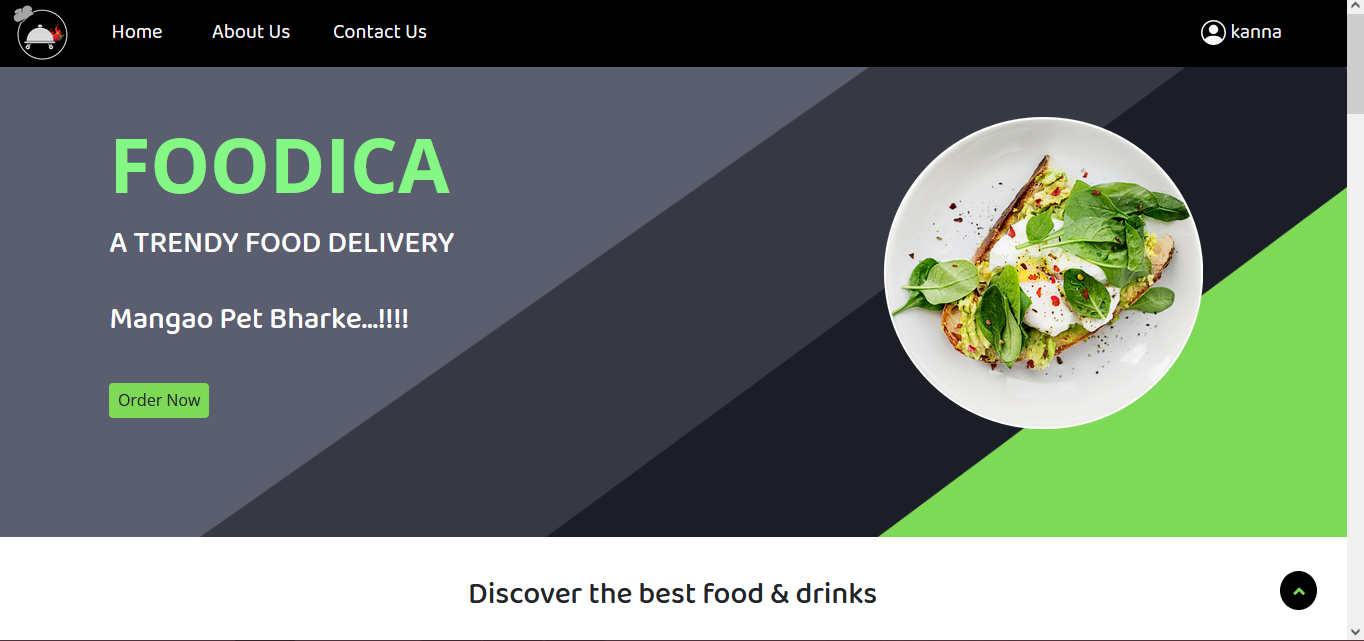 Home About Us Contact Us kanna
FOODICA
A TRENDY FOOD DELIVERY
Mangao Pet Bharke...!!!!
Order Now
Discover the best food & drinks